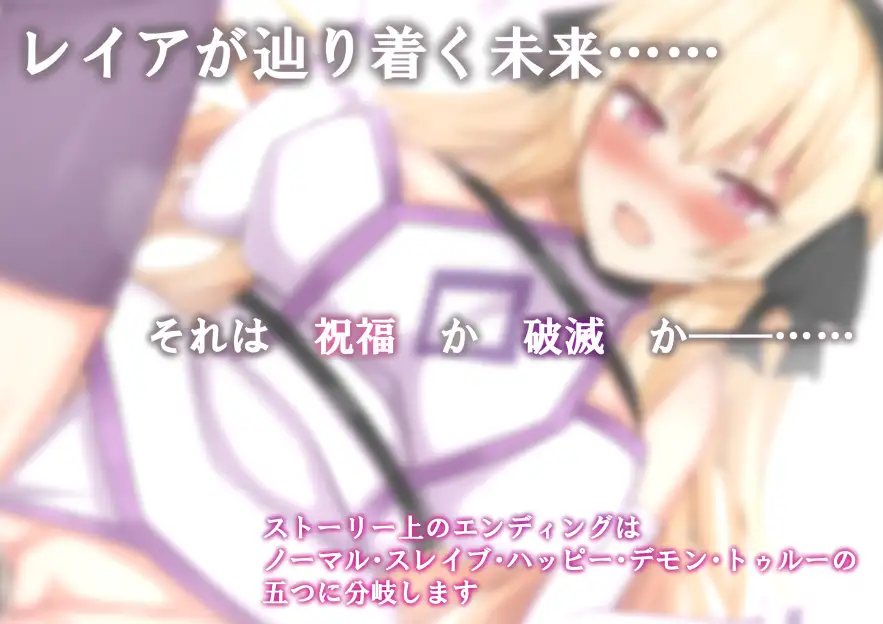 レイアが辿り着く未来……
それは　祝福　か　破滅　か――……
ストーリー上のエンディングは
ノーマル・スレイブ・ハッピー・デモン・トゥルーの
五つに分岐します